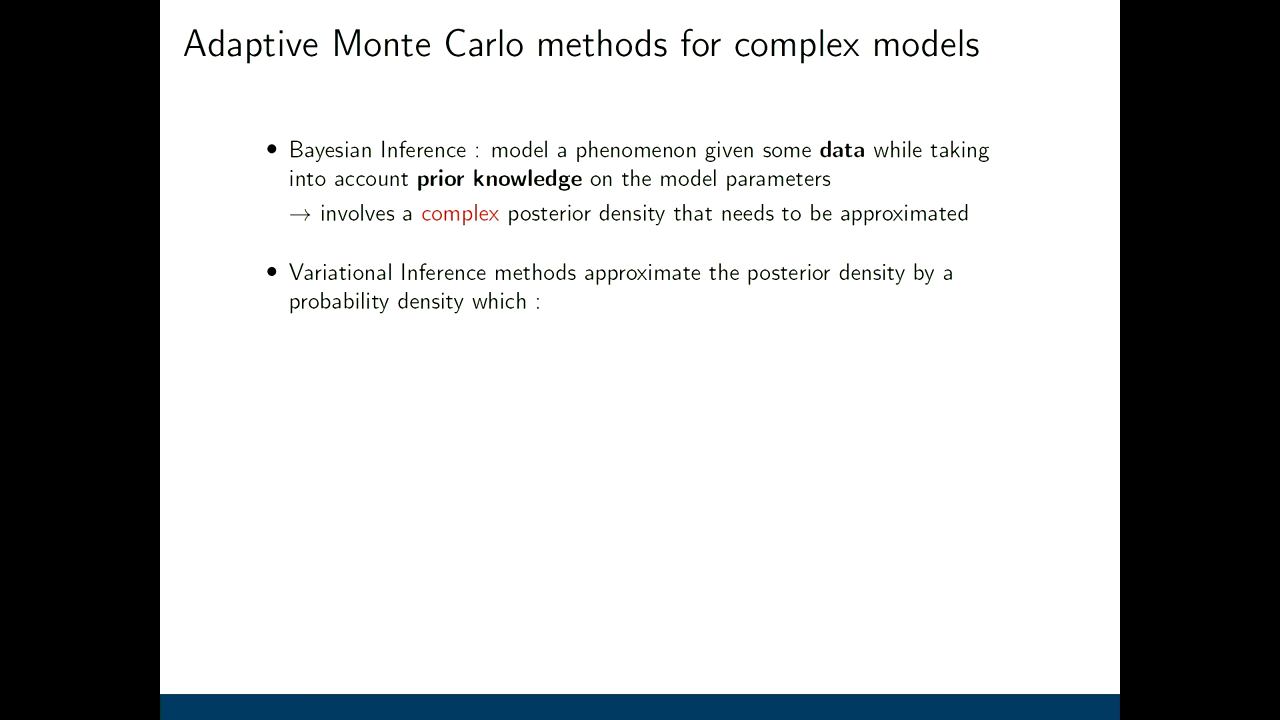 Adaptive Monte Carlo methods for complex models
• Bayesian Inference : model a phenomenon given some data while taking
into account prior knowledge on the model parameters
→ involves a complex posterior density that needs to be approximated
• Variational Inference methods approximate the posterior density by a
probability density which :